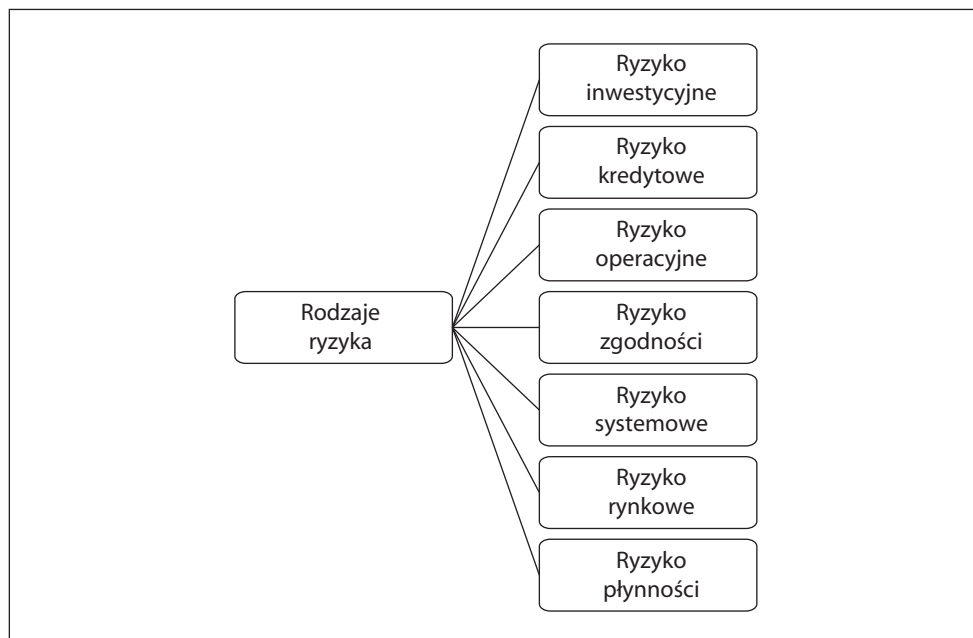 Rodzaje
ryzyka
Ryzyko
inwestycyjne
Ryzyko
kredytowe
Ryzyko
operacyjne
Ryzyko
zgodności
Ryzyko
systemowe
Ryzyko
rynkowe
Ryzyko
płynności